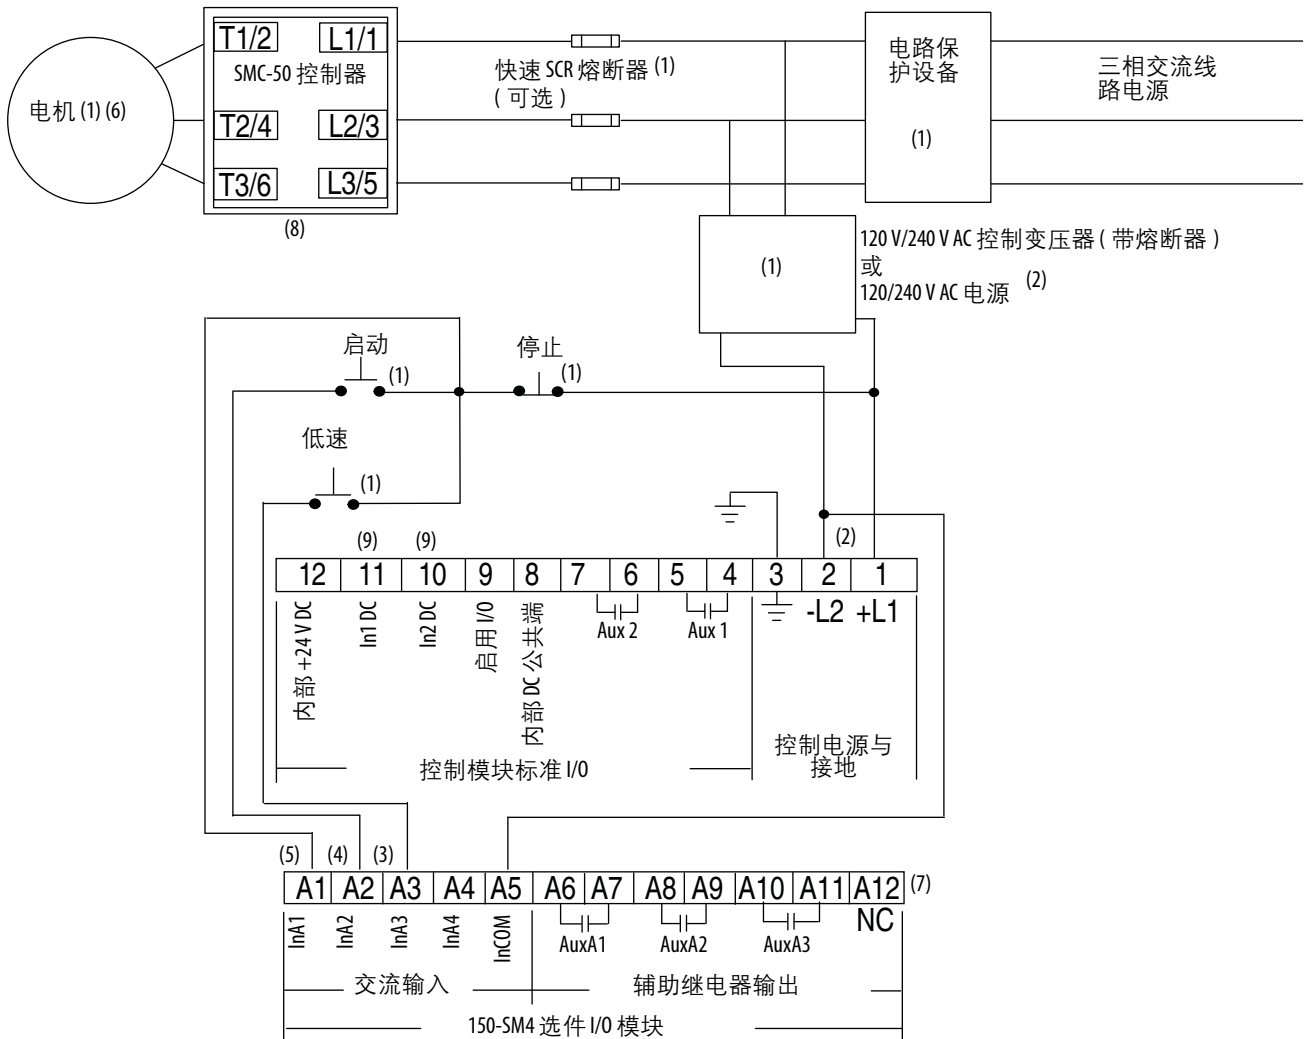 T1/2 L1/1
SMC-50 控制器
电机 (1) (6)
T2/4 L2/3
T3/6 L3/5
(8)
快速 SCR 熔断器 (1)
( 可选 )
电路保
护设备
(1)
三相交流线
路电源
(1)
120 V/240 V AC 控制变压器 ( 带熔断器 )
或
120/240 V AC 电源 (2)
启动
(1)
停止
(1)
低速
(1)
(9) (9) (2)
12 11 10 9 8 7 6 5 4 3 2 1
-L2 +L1
内部 +24 V DC
In1 DC
In2 DC
启用 I/O
内部 DC 公共端
Aux 2
Aux 1
控制模块标准 I/0
控制电源与
接地
(5) (4) (3)
A1 A2 A3 A4 A5 A6 A7 A8 A9 A10 A11 A12 (7)
NC
InA1
InA2
InA3
InA4
InCOM
AuxA1
AuxA2
AuxA3
交流输入
辅助继电器输出
150-SM4 选件 I/0 模块